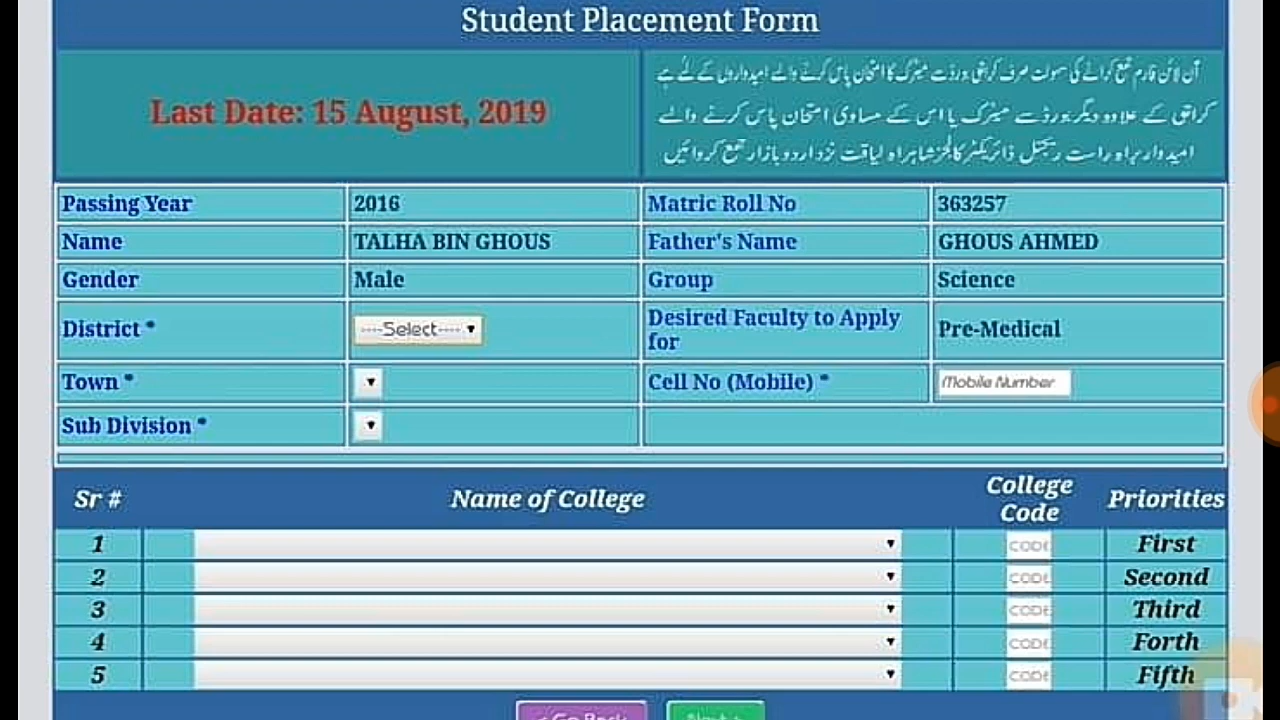 Student Placement Form
Last Date: 15 August, 2019
آن لائن فارم جمع کرانے کی سہولت صرف کراچی بورڈ سے میٹرک کا امتحان پاس کرنے والے امیدواروں کے لئے ہے
کراچی کے علاوہ دیگر بورڈ سے میٹرک یا اس کے مساوی امتحان پاس کرنے والے
امیدوار براہ راست ریجنل ڈائریکٹر کالجز شاہراہ لیاقت نزد اردو بازار جمع کروائیں
Passing Year 2016 Matric Roll No 363257
Name TALHA BIN GHOUS Father's Name GHOUS AHMED
Gender Male Group Science
District * ----Select---- Desired Faculty to Apply for Pre-Medical
Town * Cell No (Mobile) * Mobile Number
Sub Division *
Sr # Name of College College Code Priorities
1 CODE First
2 CODE Second
3 CODE Third
4 CODE Forth
5 CODE Fifth
< Go Back Next >